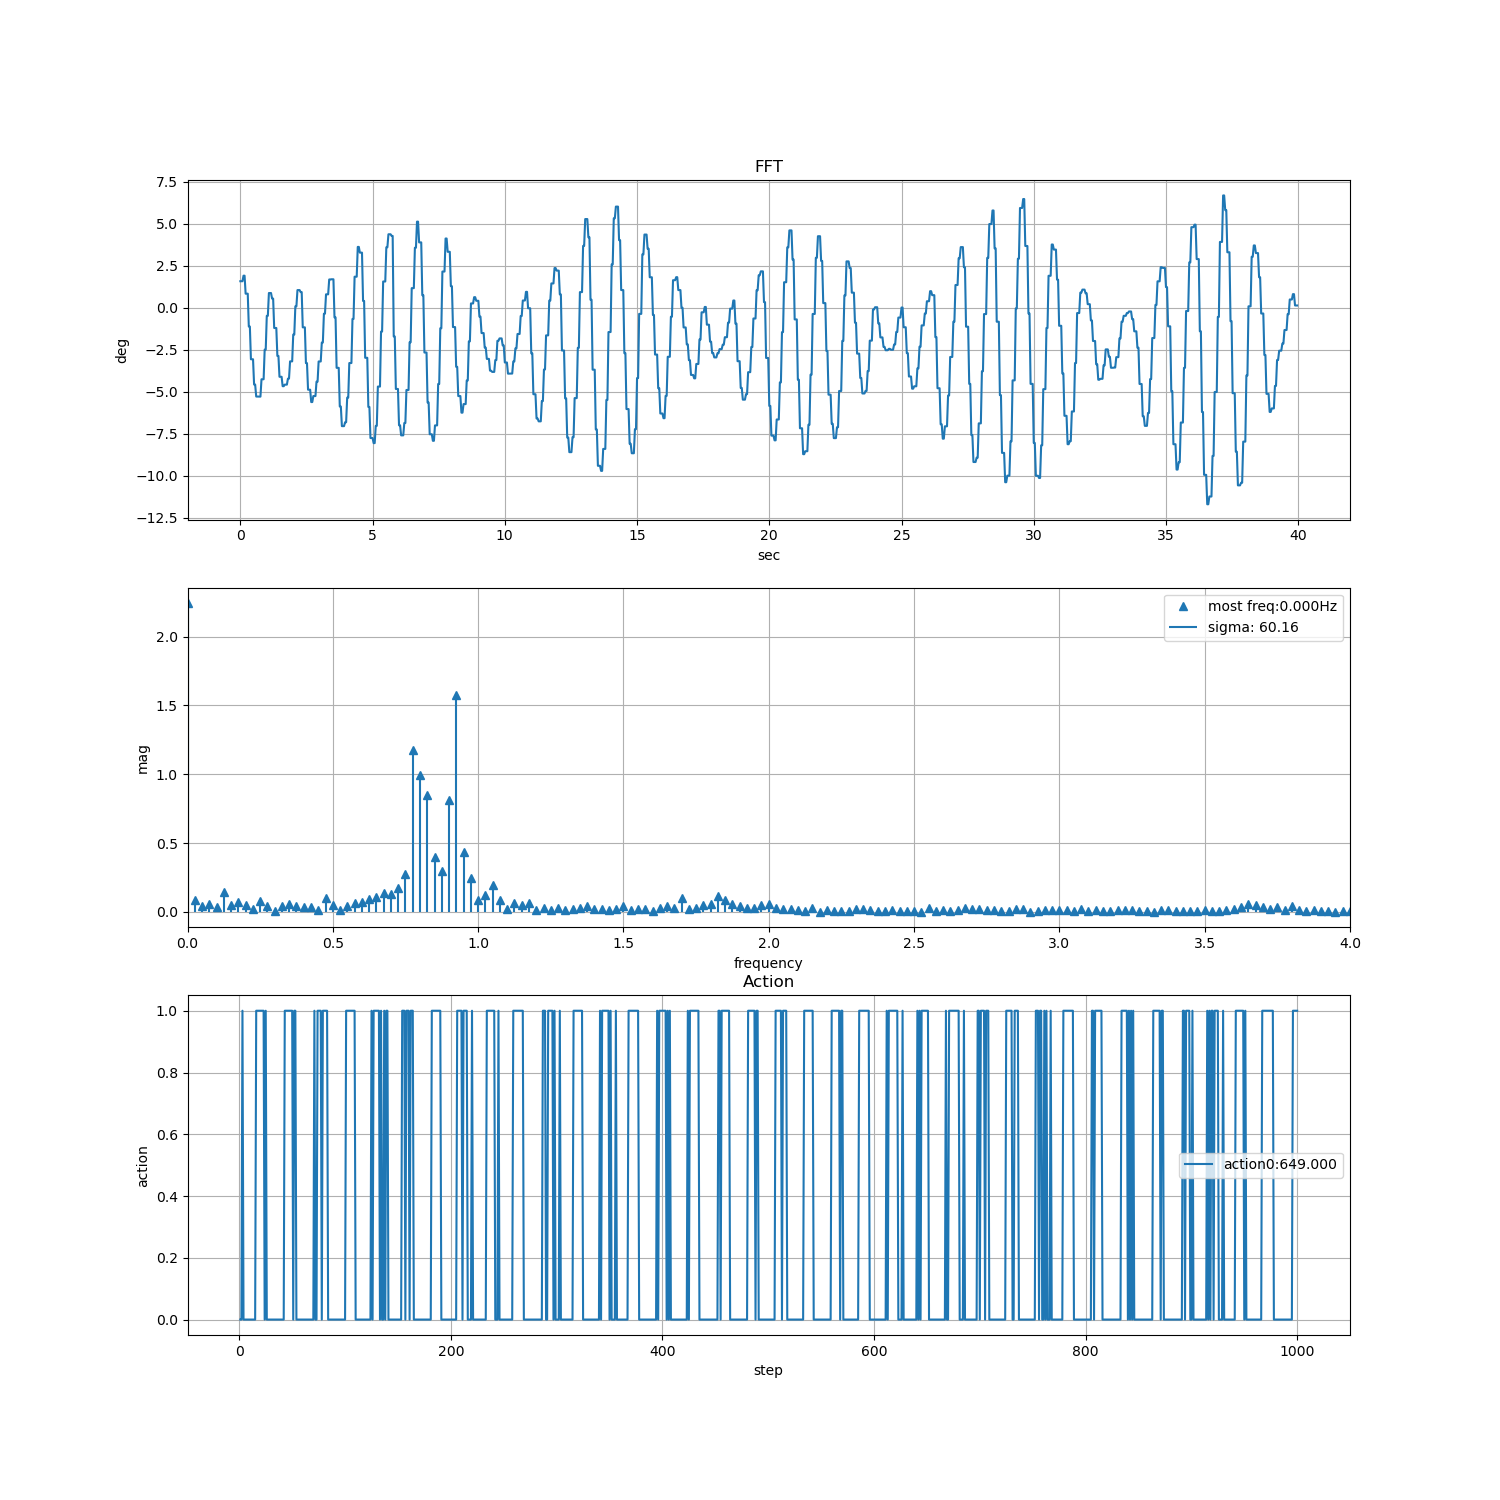 FFT
7.5
5.0
2.5
0.0
−2.5
−5.0
−7.5
−10.0
−12.5
deg
0 5 10 15 20 25 30 35 40
sec
most freq:0.000Hz
sigma: 60.16
2.0
1.5
1.0
0.5
0.0
mag
0.0 0.5 1.0 1.5 2.0 2.5 3.0 3.5 4.0
frequency
Action
1.0
0.8
0.6
0.4
0.2
0.0
action
action0:649.000
0 200 400 600 800 1000
step